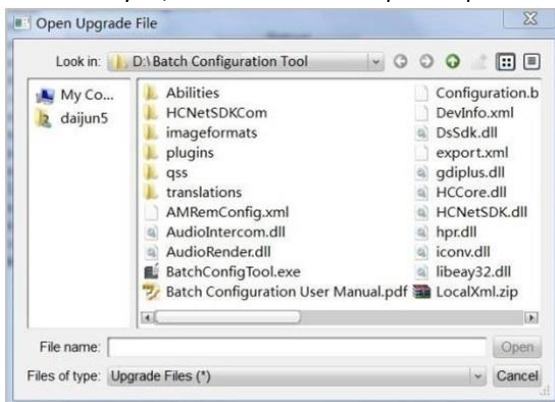 Open Upgrade File
Look in: D:\Batch Configuration Tool
My Co...
daijun5
Abilities
HCNetSDKCom
imageformats
plugins
qss
translations
AMRemConfig.xml
AudioIntercom.dll
AudioRender.dll
BatchConfigTool.exe
Batch Configuration User Manual.pdf
Configuration.b
DevInfo.xml
DsSdk.dll
export.xml
gdiplus.dll
HCCore.dll
HCNetSDK.dll
hpr.dll
iconv.dll
libeay32.dll
LocalXml.zip
File name: Open
Files of type: Upgrade Files (*) Cancel